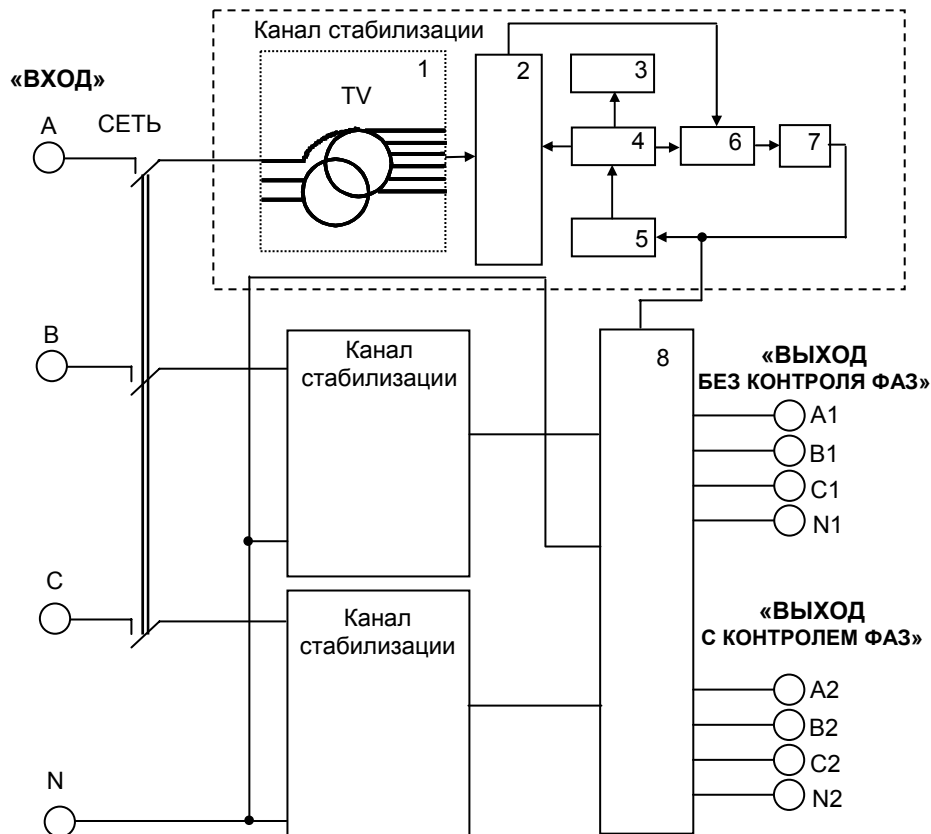 Канал стабилизации
1
2
3
TV
«ВХОД»
A
СЕТЬ
4
6
7
5
B
Канал
стабилизации
8
«ВЫХОД
БЕЗ КОНТРОЛЯ ФАЗ»
A1
B1
C1
N1
C
Канал
стабилизации
«ВЫХОД
С КОНТРОЛЕМ ФАЗ»
A2
B2
C2
N2
N